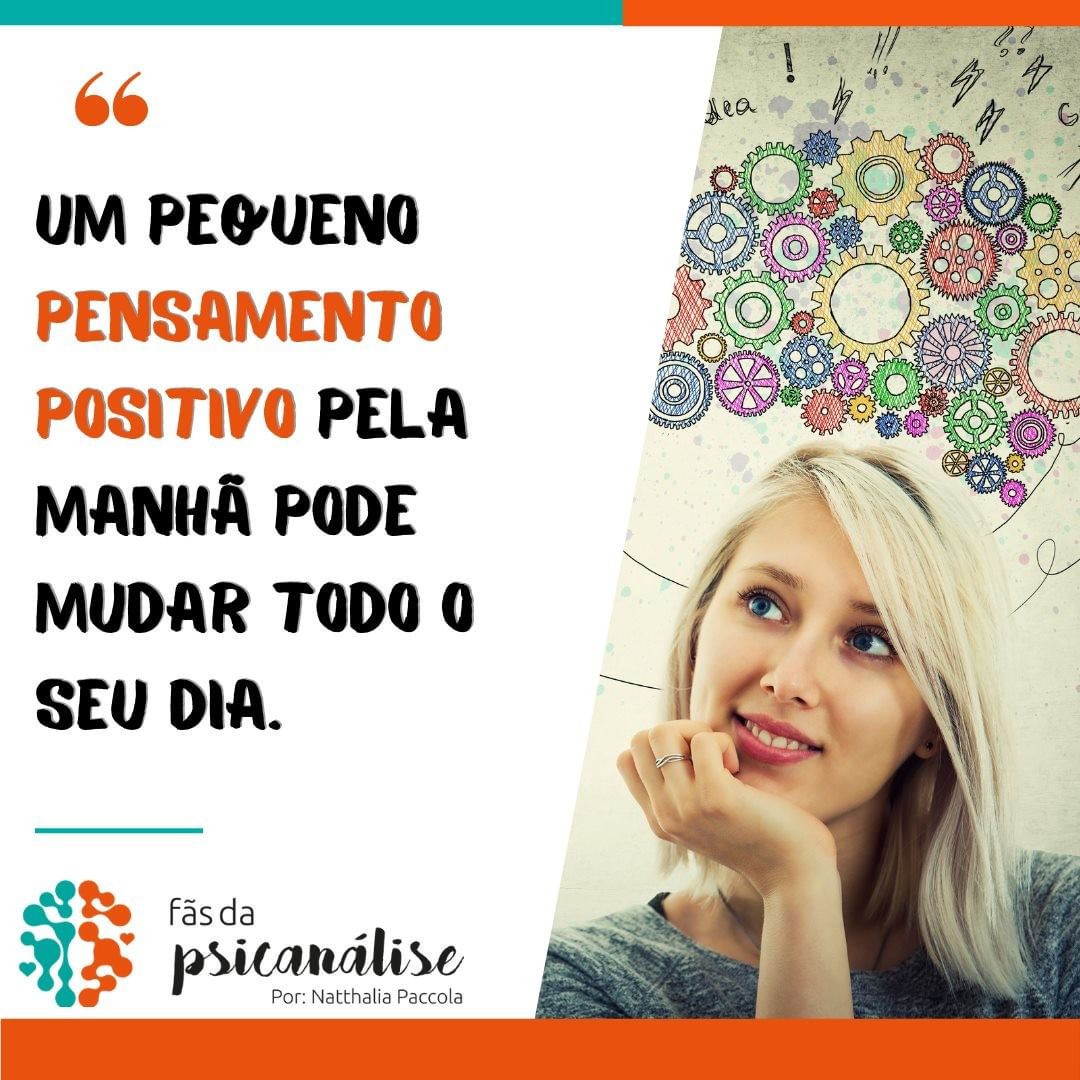 “
UM PEQUENO
PENSAMENTO
POSITIVO PELA
MANHÃ PODE
MUDAR TODO O
SEU DIA.
fãs da
psicanálise
Por: Natthalia Paccola
! !!! ??